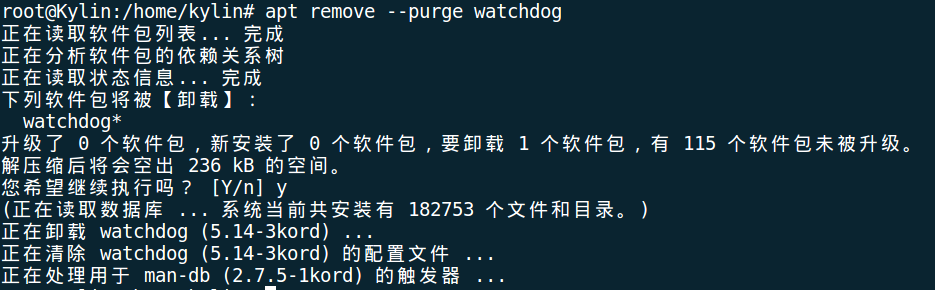 root@Kylin:/home/kylin# apt remove --purge watchdog
正在读取软件包列表... 完成
正在分析软件包的依赖关系树
正在读取状态信息... 完成
下列软件包将被【卸载】：
  watchdog*
升级了 0 个软件包，新安装了 0 个软件包，要卸载 1 个软件包，有 115 个软件包未被升级。
解压缩后将会空出 236 kB 的空间。
您希望继续执行吗？ [Y/n] y
(正在读取数据库 ... 系统当前共安装有 182753 个文件和目录。)
正在卸载 watchdog (5.14-3kord) ...
正在清除 watchdog (5.14-3kord) 的配置文件 ...
正在处理用于 man-db (2.7.5-1kord) 的触发器 ...